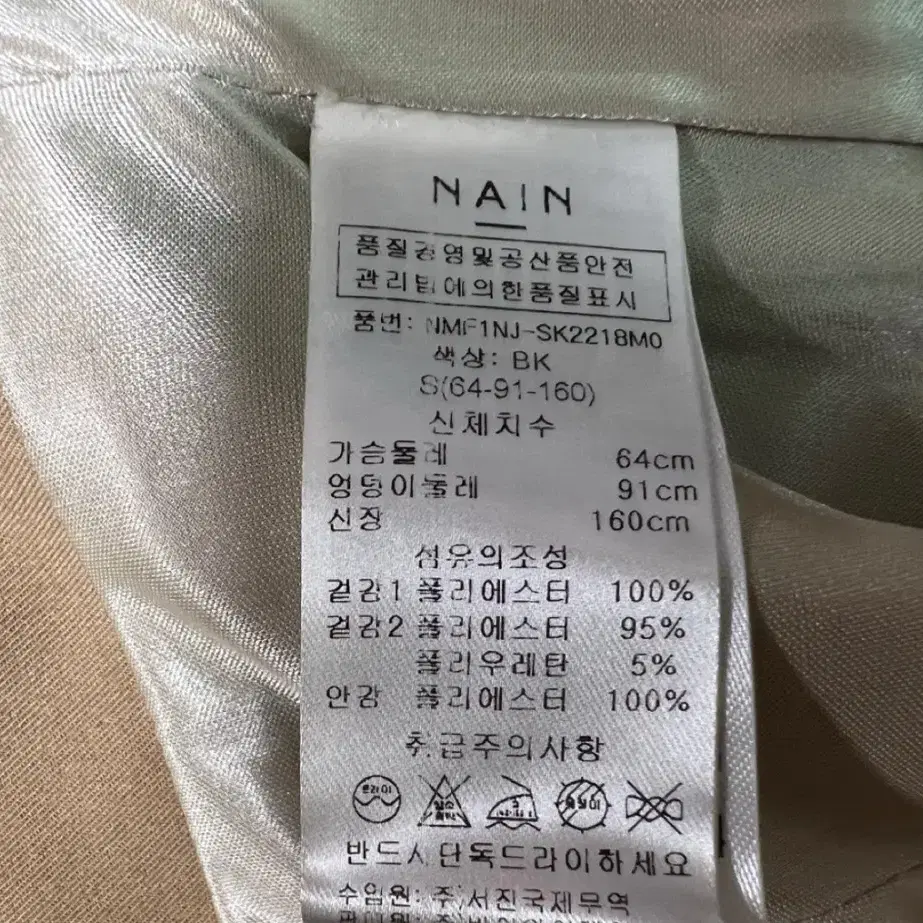 NAIN
품질경영및공산품안전
관리법에의한품질표시
품번: NMF1NJ-SK2218M0
색상: BK
S(64-91-160)
신체치수
가슴둘레 64cm
엉덩이둘레 91cm
신장 160cm
섬유의조성
겉감1 폴리에스터 100%
겉감2 폴리에스터 95%
폴리우레탄 5%
안감 폴리에스터 100%
취급주의사항
드라이 염소표백
반드시단독드라이하세요
수입원: 주)서진국제무역